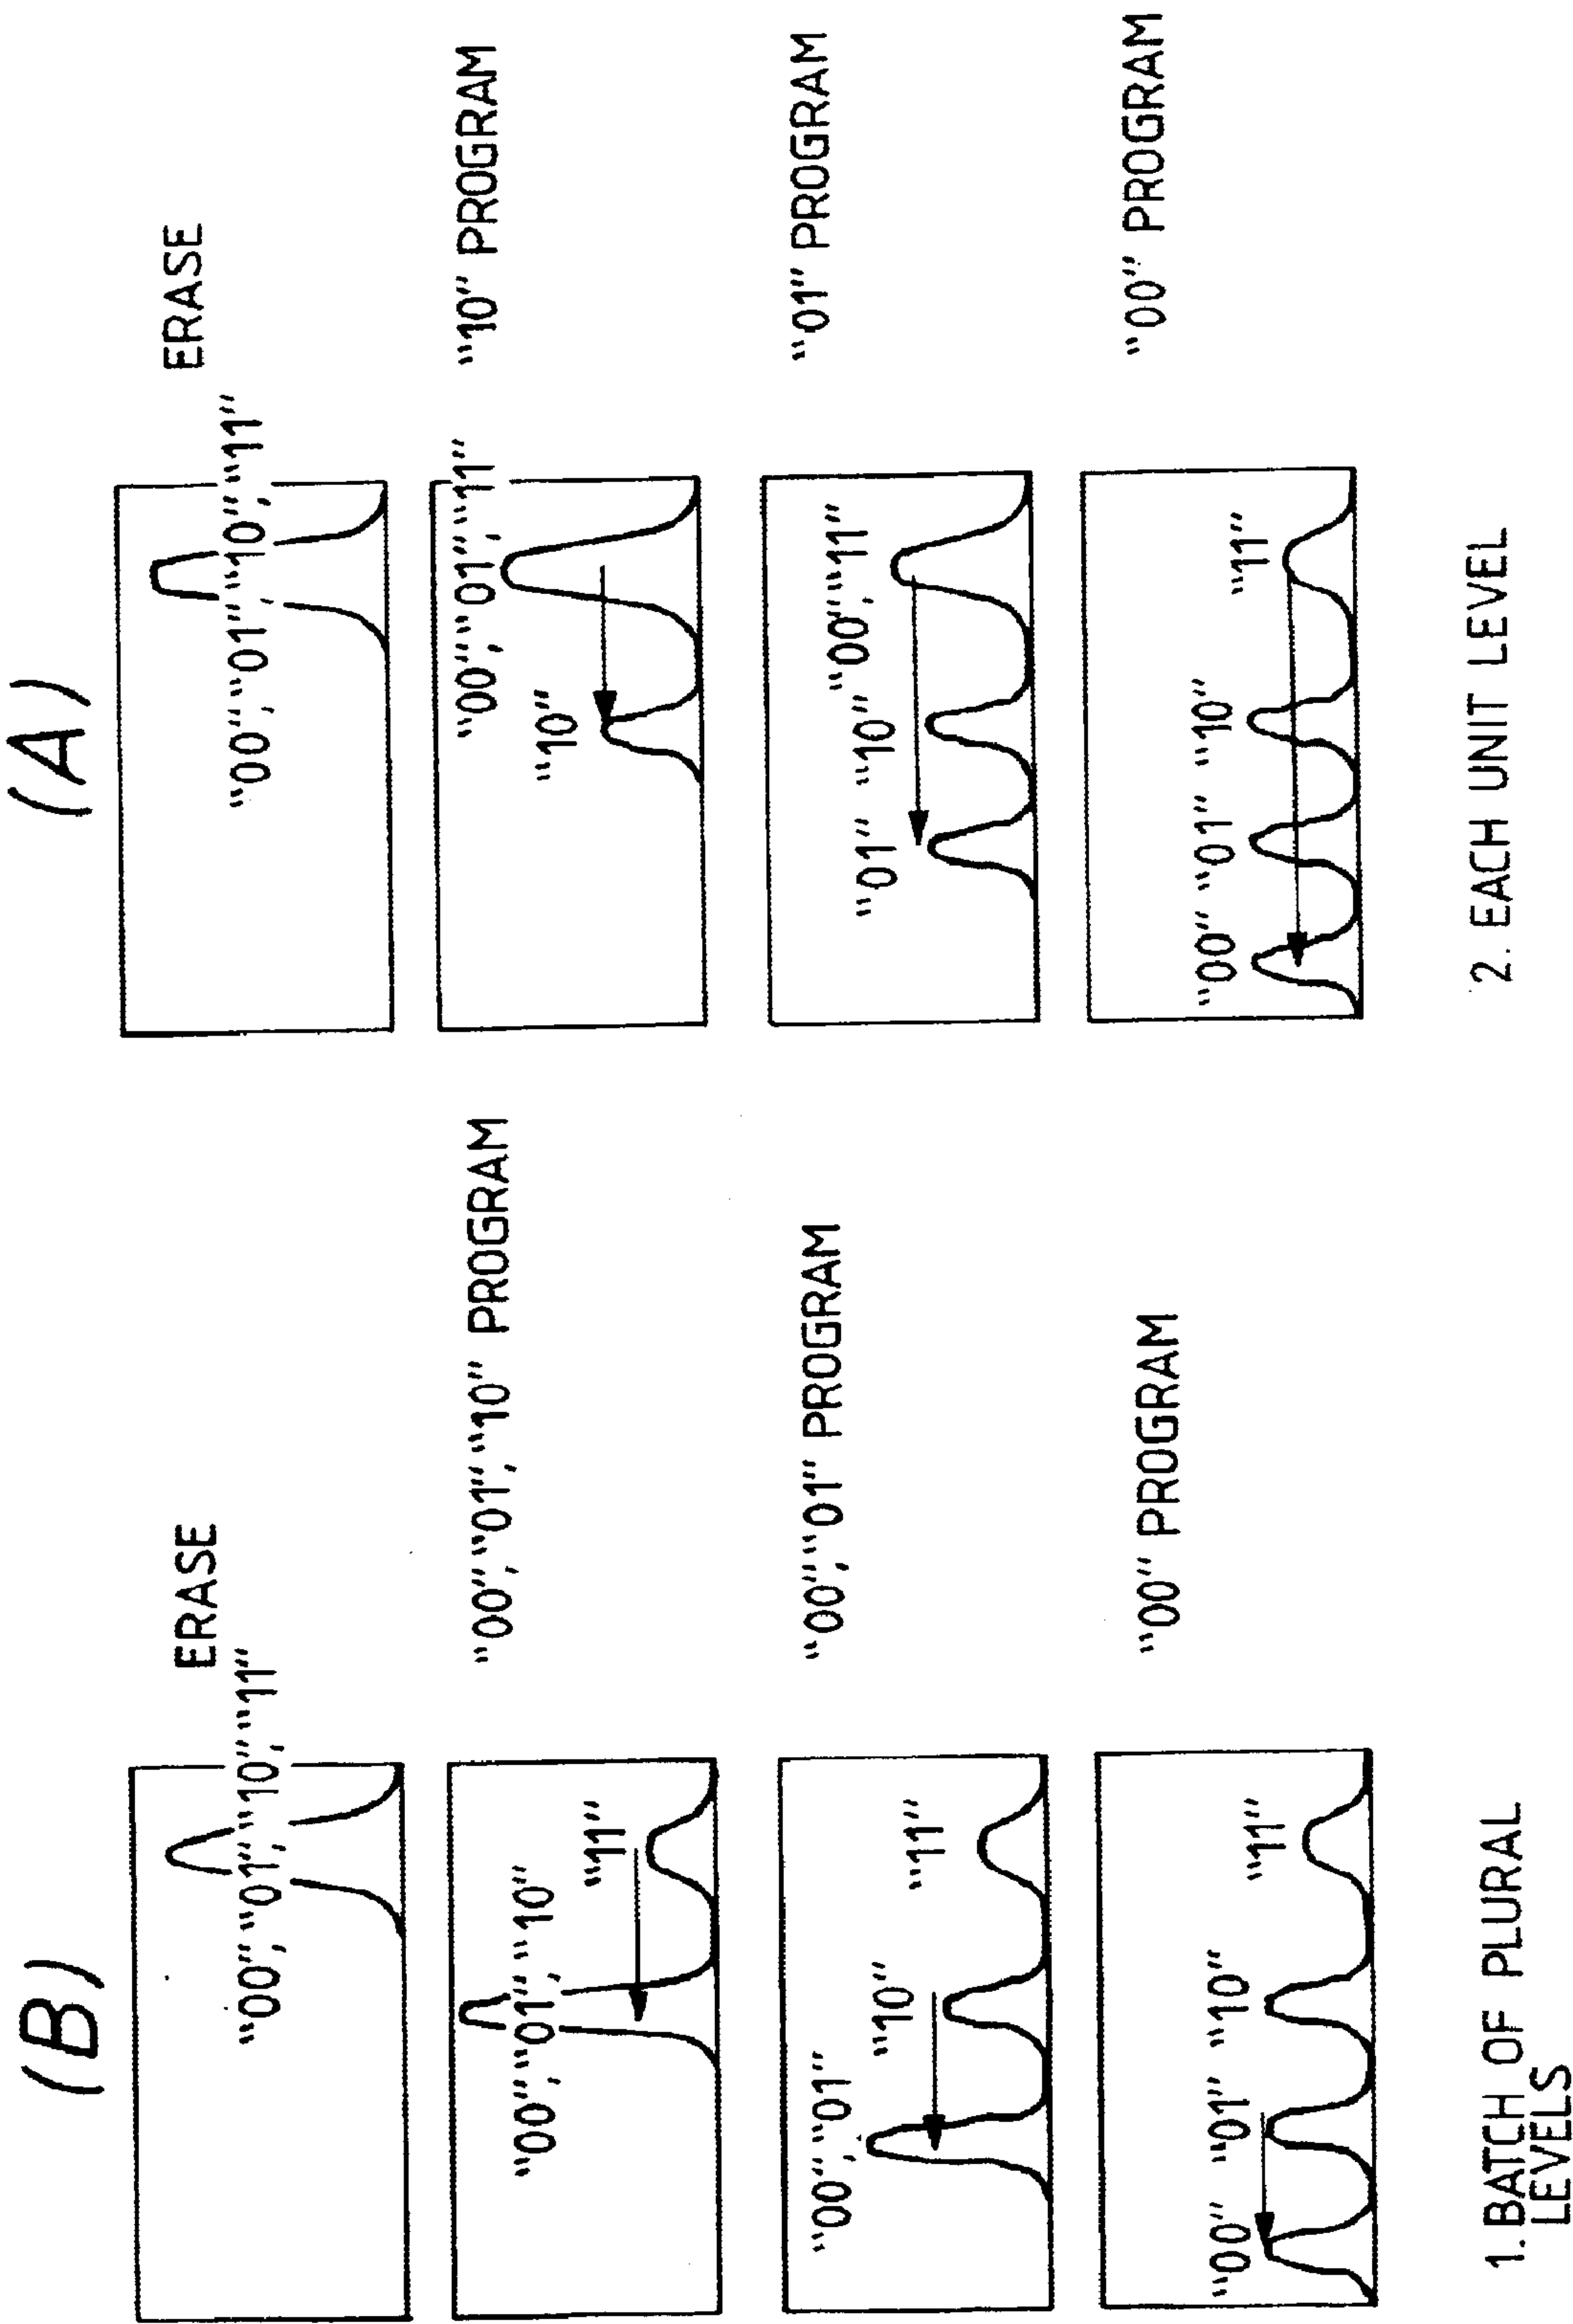 (A)
ERASE
"00","01","10","11"
"10" PROGRAM
"00","01","11"
"10"
"01" PROGRAM
"00","11"
"01" "10"
"00" PROGRAM
"11"
"00" "01" "10"
2. EACH UNIT LEVEL
(B)
ERASE
"00","01","10","11"
"00","01","10" PROGRAM
"00","01","10"
"11"
"00","01" PROGRAM
"00","01"
"10"
"11"
"00" PROGRAM
"00" "01" "10"
"11"
1. BATCH OF PLURAL
LEVELS